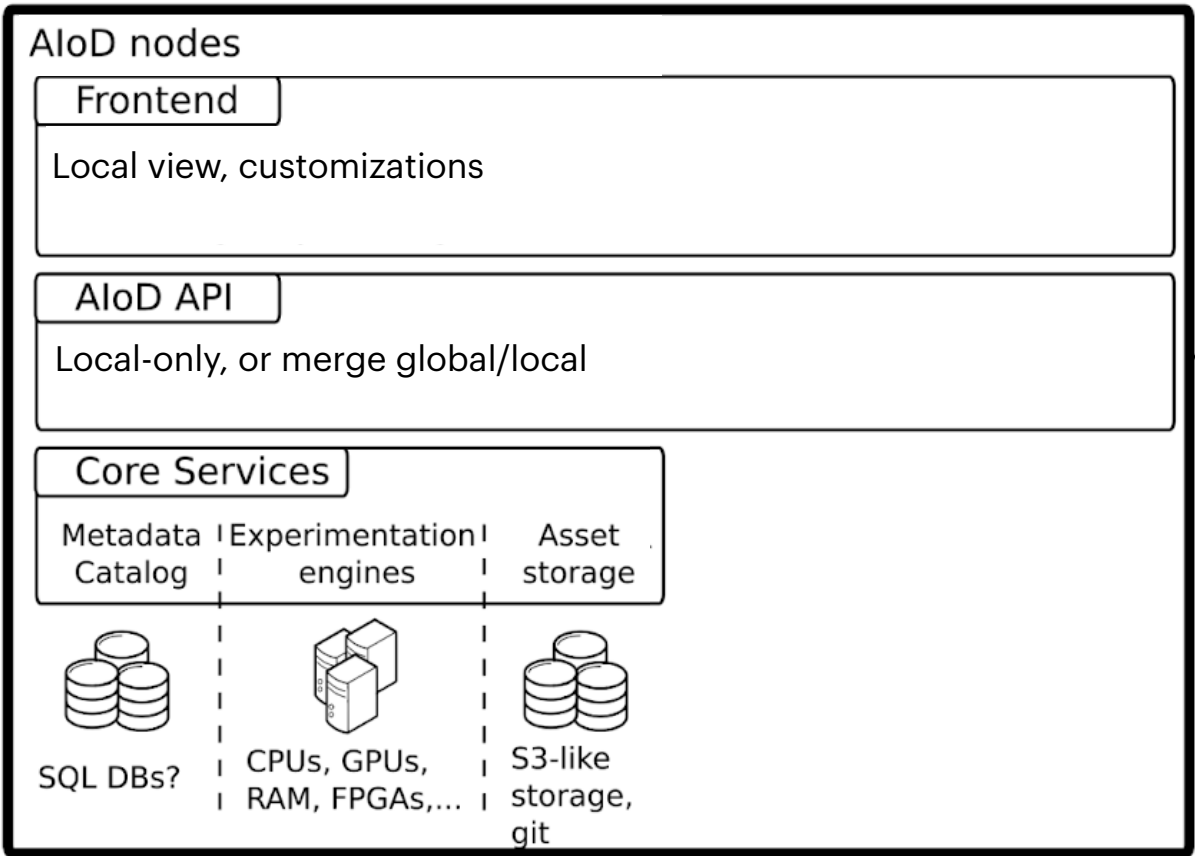 AIoD nodes
Frontend
Local view, customizations
AIoD API
Local-only, or merge global/local
Core Services
Metadata
Catalog
Experimentation
engines
Asset
storage
SQL DBs?
CPUs, GPUs,
RAM, FPGAs,...
S3-like
storage,
git